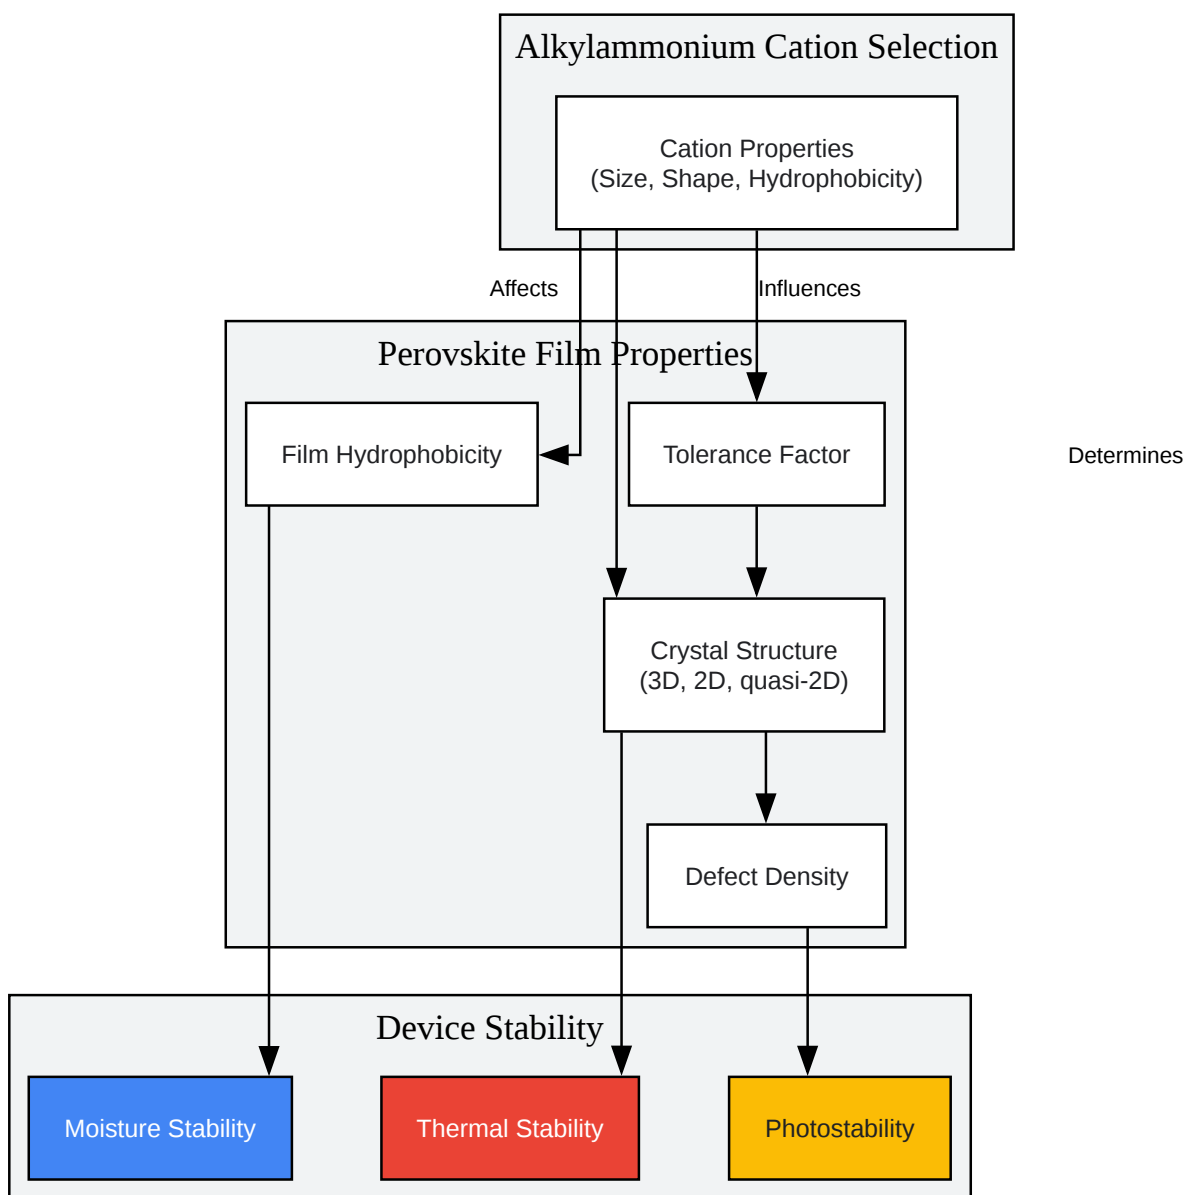 Alkylammonium Cation Selection
Cation Properties
(Size, Shape, Hydrophobicity)
Affects
Influences
Perovskite Film Properties
Film Hydrophobicity
Tolerance Factor
Determines
Crystal Structure
(3D, 2D, quasi-2D)
Defect Density
Device Stability
Moisture Stability
Thermal Stability
Photostability